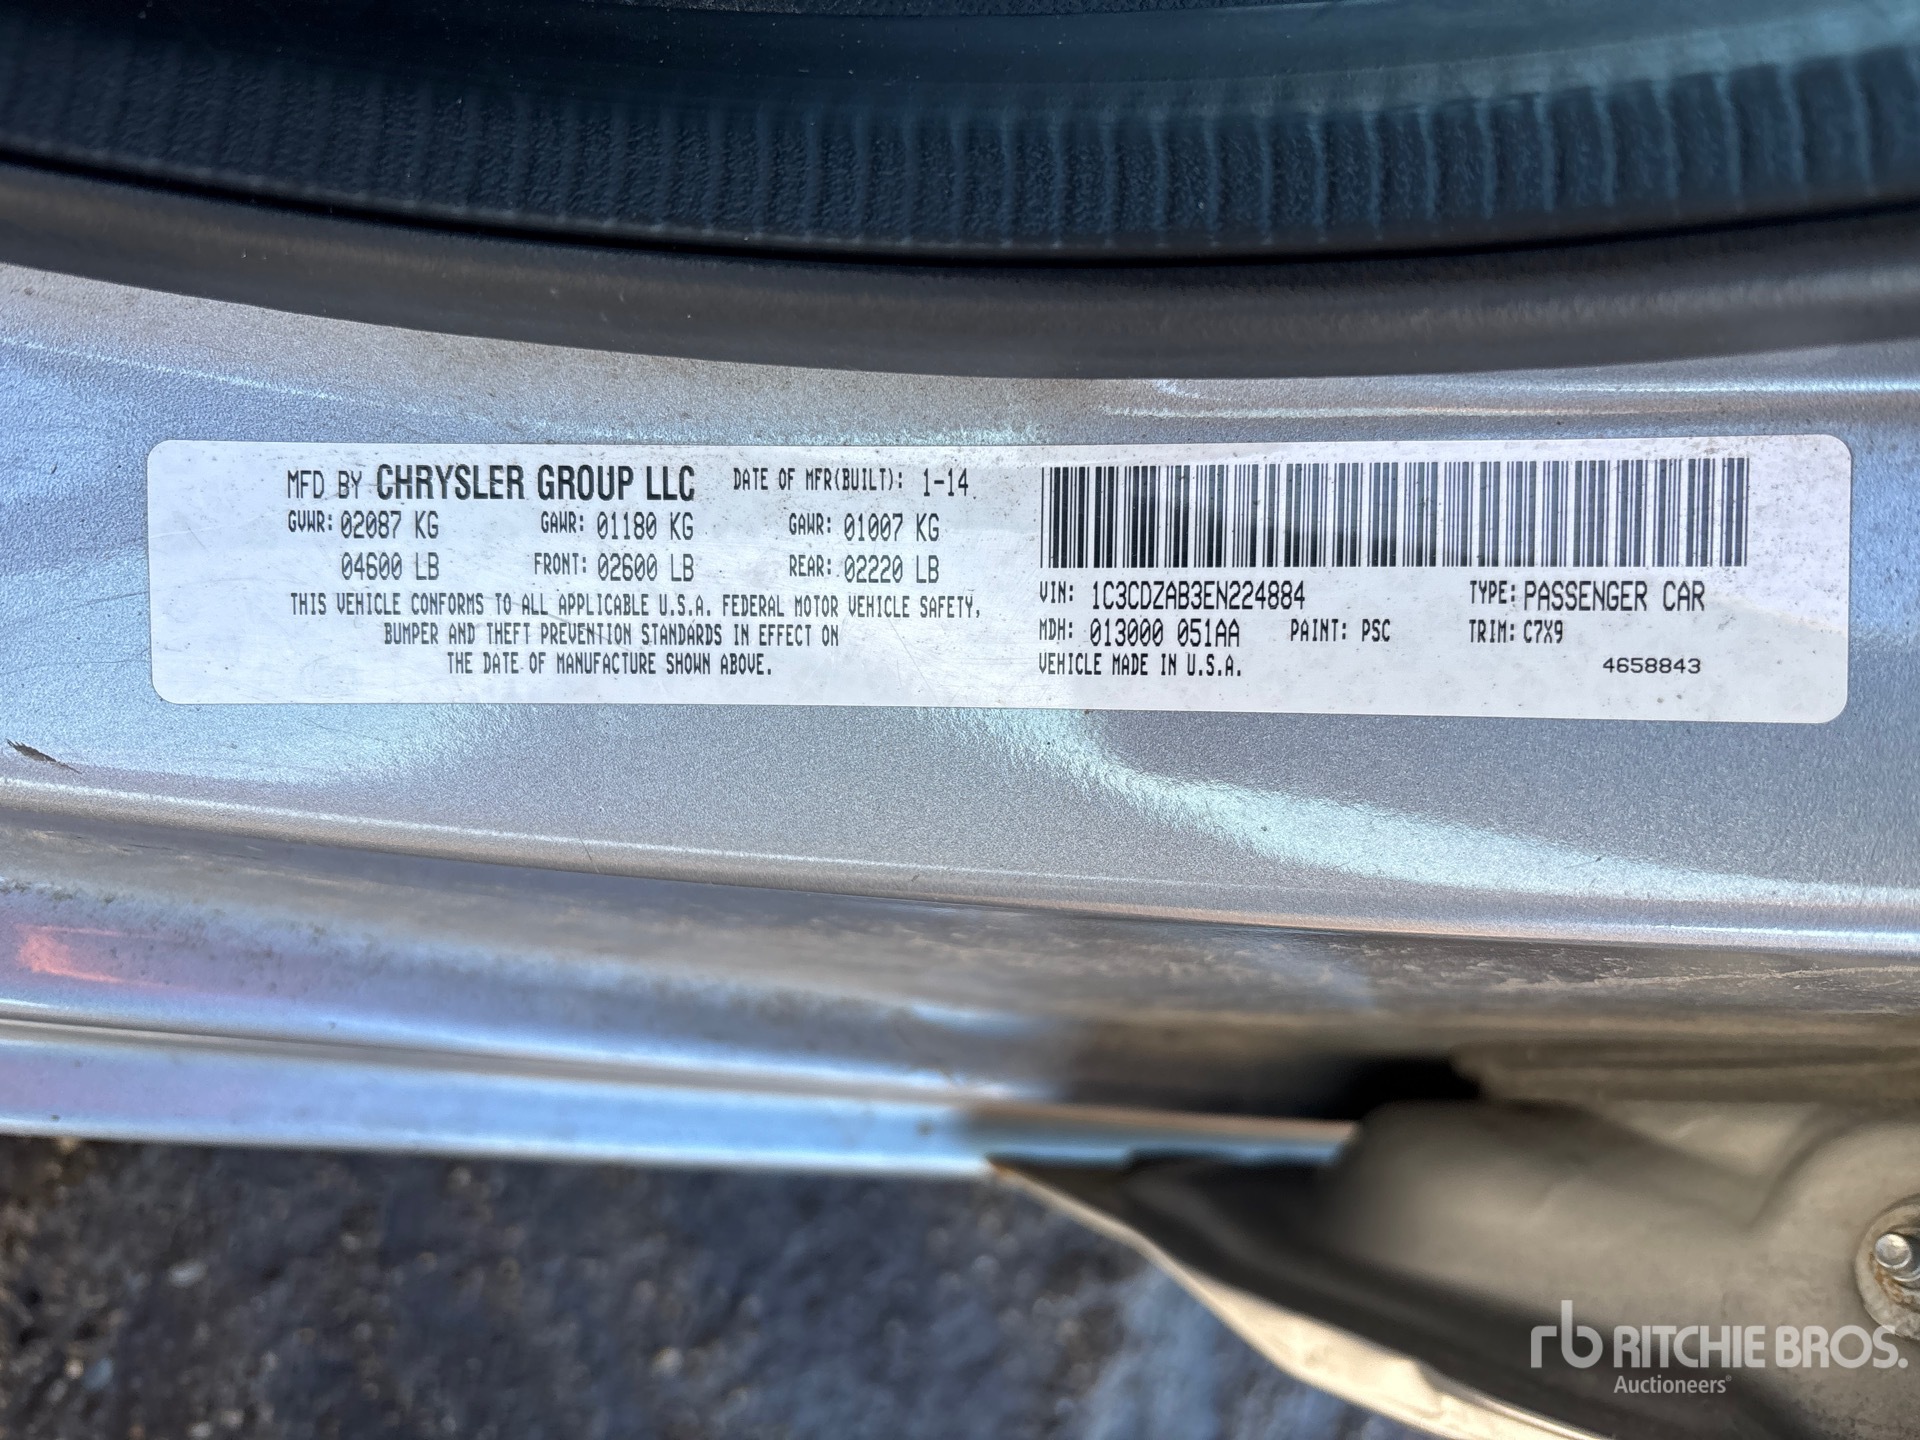 MFD BY CHRYSLER GROUP LLC DATE OF MFR(BUILT): 1-14
GVWR: 02087 KG GAWR: 01180 KG GAWR: 01007 KG
04600 LB FRONT: 02600 LB REAR: 02220 LB
THIS VEHICLE CONFORMS TO ALL APPLICABLE U.S.A. FEDERAL MOTOR VEHICLE SAFETY,
BUMPER AND THEFT PREVENTION STANDARDS IN EFFECT ON
THE DATE OF MANUFACTURE SHOWN ABOVE.
VIN: 1C3CDZAB3EN224884 TYPE: PASSENGER CAR
MDH: 013000 051AA PAINT: PSC TRIM: C7X9
VEHICLE MADE IN U.S.A. 4658843
rb RITCHIE BROS.
Auctioneers